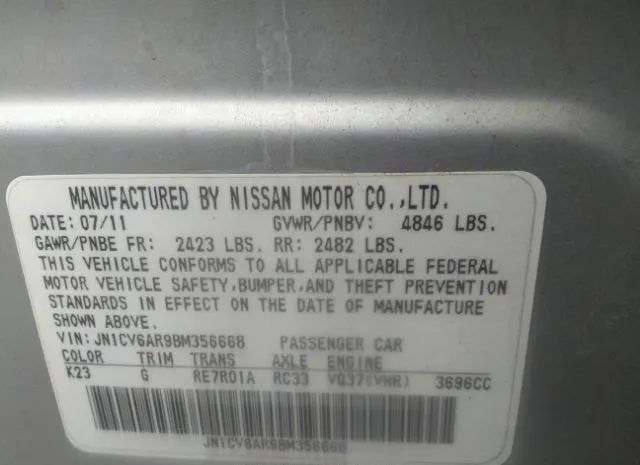 MANUFACTURED BY NISSAN MOTOR CO.,LTD.
DATE: 07/11 GVWR/PNBV: 4846 LBS.
GAWR/PNBE FR: 2423 LBS. RR: 2482 LBS.
THIS VEHICLE CONFORMS TO ALL APPLICABLE FEDERAL
MOTOR VEHICLE SAFETY,BUMPER,AND THEFT PREVENTION
STANDARDS IN EFFECT ON THE DATE OF MANUFACTURE
SHOWN ABOVE.
VIN: JN1CV6AR9BM356668 PASSENGER CAR
COLOR TRIM TRANS AXLE ENGINE
K23 G RE7R01A RC33 VQ37(VHR) 3696CC
JN1CV6AR9BM356668